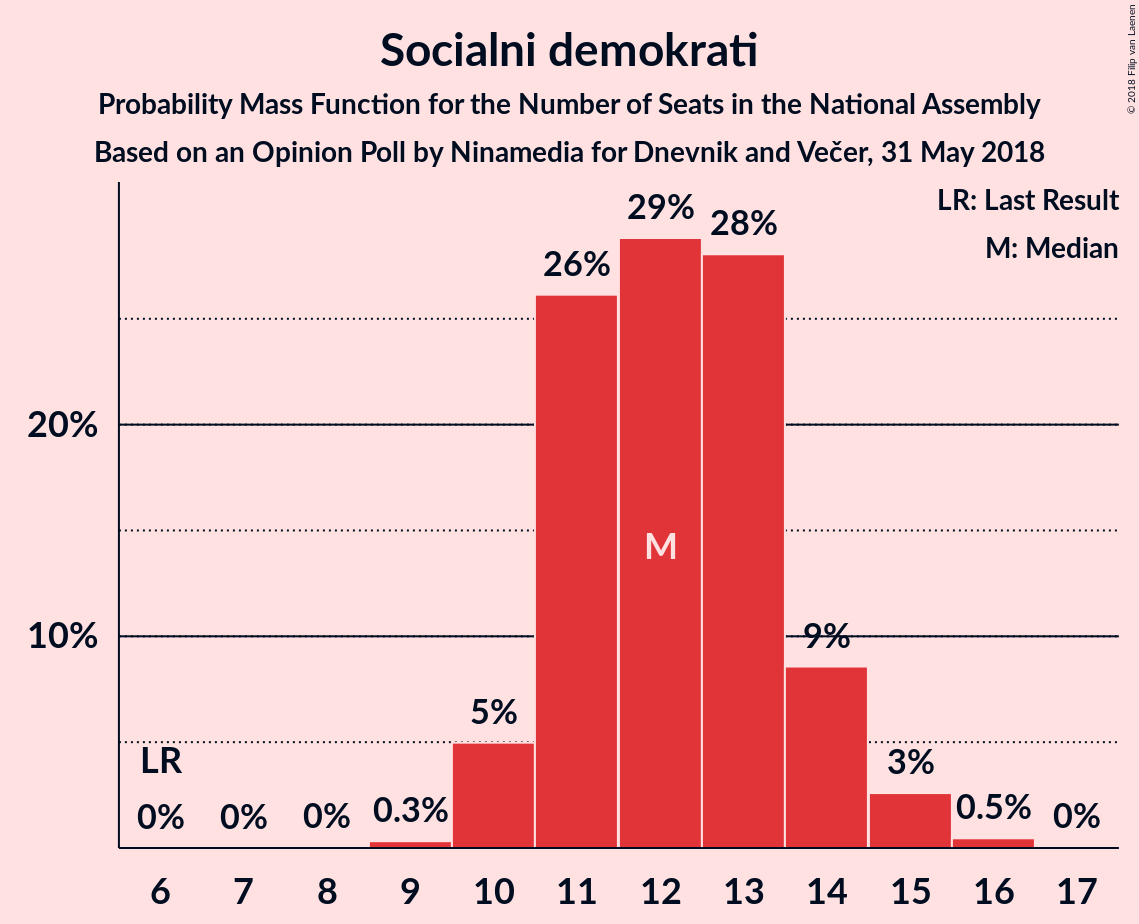 Socialni demokrati
Probability Mass Function for the Number of Seats in the National Assembly
Based on an Opinion Poll by Ninamedia for Dnevnik and Večer, 31 May 2018
© 2018 Filip van Laenen
LR: Last Result
M: Median
29%
28%
26%
20%
M
10%
9%
5%
LR
3%
0%
0%
0%
0.3%
0.5%
0%
6 7 8 9 10 11 12 13 14 15 16 17